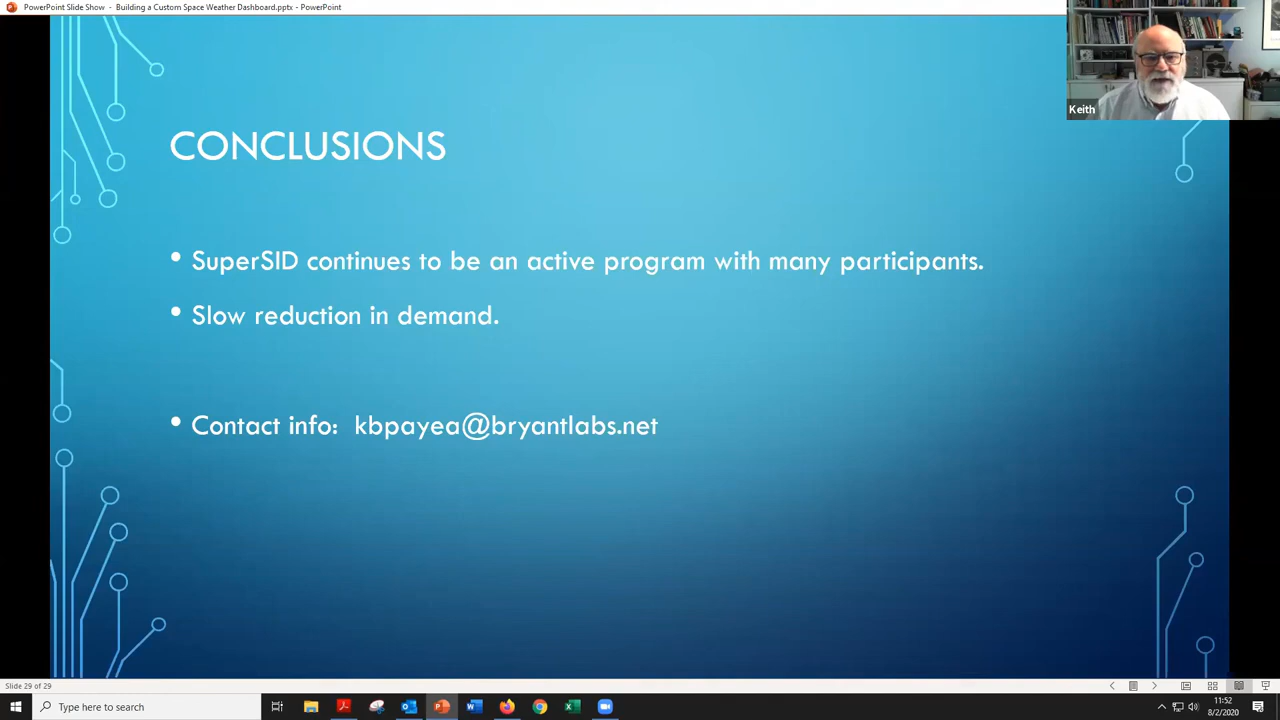 PowerPoint Slide Show - Building a Custom Space Weather Dashboard.pptx - PowerPoint
Keith
CONCLUSIONS
• SuperSID continues to be an active program with many participants.
• Slow reduction in demand.
• Contact info: kbpayea@bryantlabs.net
Slide 29 of 29
Type here to search
11:52
8/2/2020